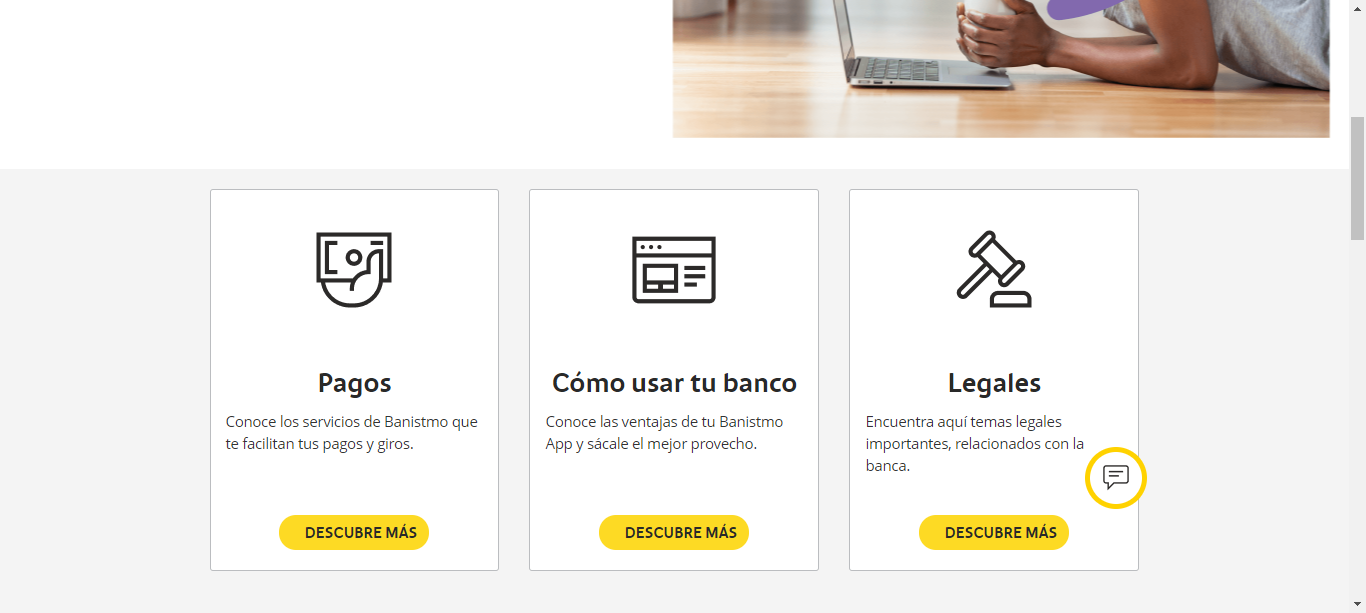 Pagos
Conoce los servicios de Banistmo que
te facilitan tus pagos y giros.
DESCUBRE MÁS
Cómo usar tu banco
Conoce las ventajas de tu Banistmo
App y sácale el mejor provecho.
DESCUBRE MÁS
Legales
Encuentra aquí temas legales
importantes, relacionados con la
banca.
DESCUBRE MÁS